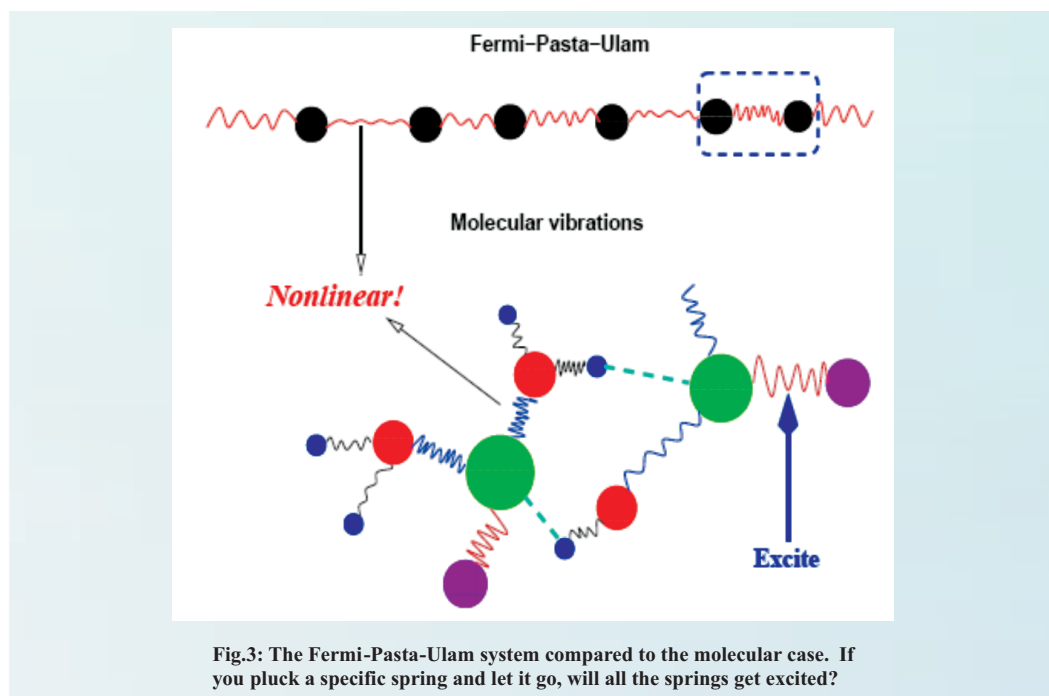 Fermi-Pasta-Ulam
Molecular vibrations
Nonlinear!
Excite
Fig.3: The Fermi-Pasta-Ulam system compared to the molecular case. If
you pluck a specific spring and let it go, will all the springs get excited?